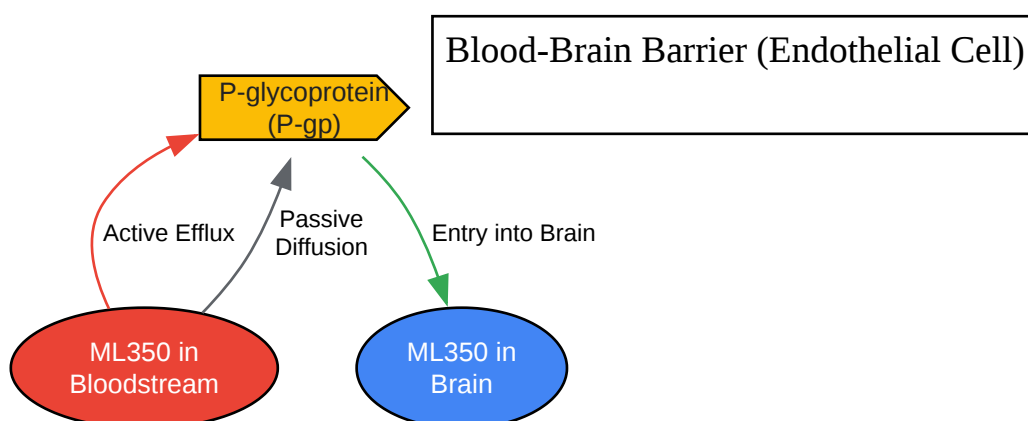 Blood-Brain Barrier (Endothelial Cell)
P-glycoprotein
(P-gp)
Active Efflux
Passive
Diffusion
Entry into Brain
ML350 in
Bloodstream
ML350 in
Brain